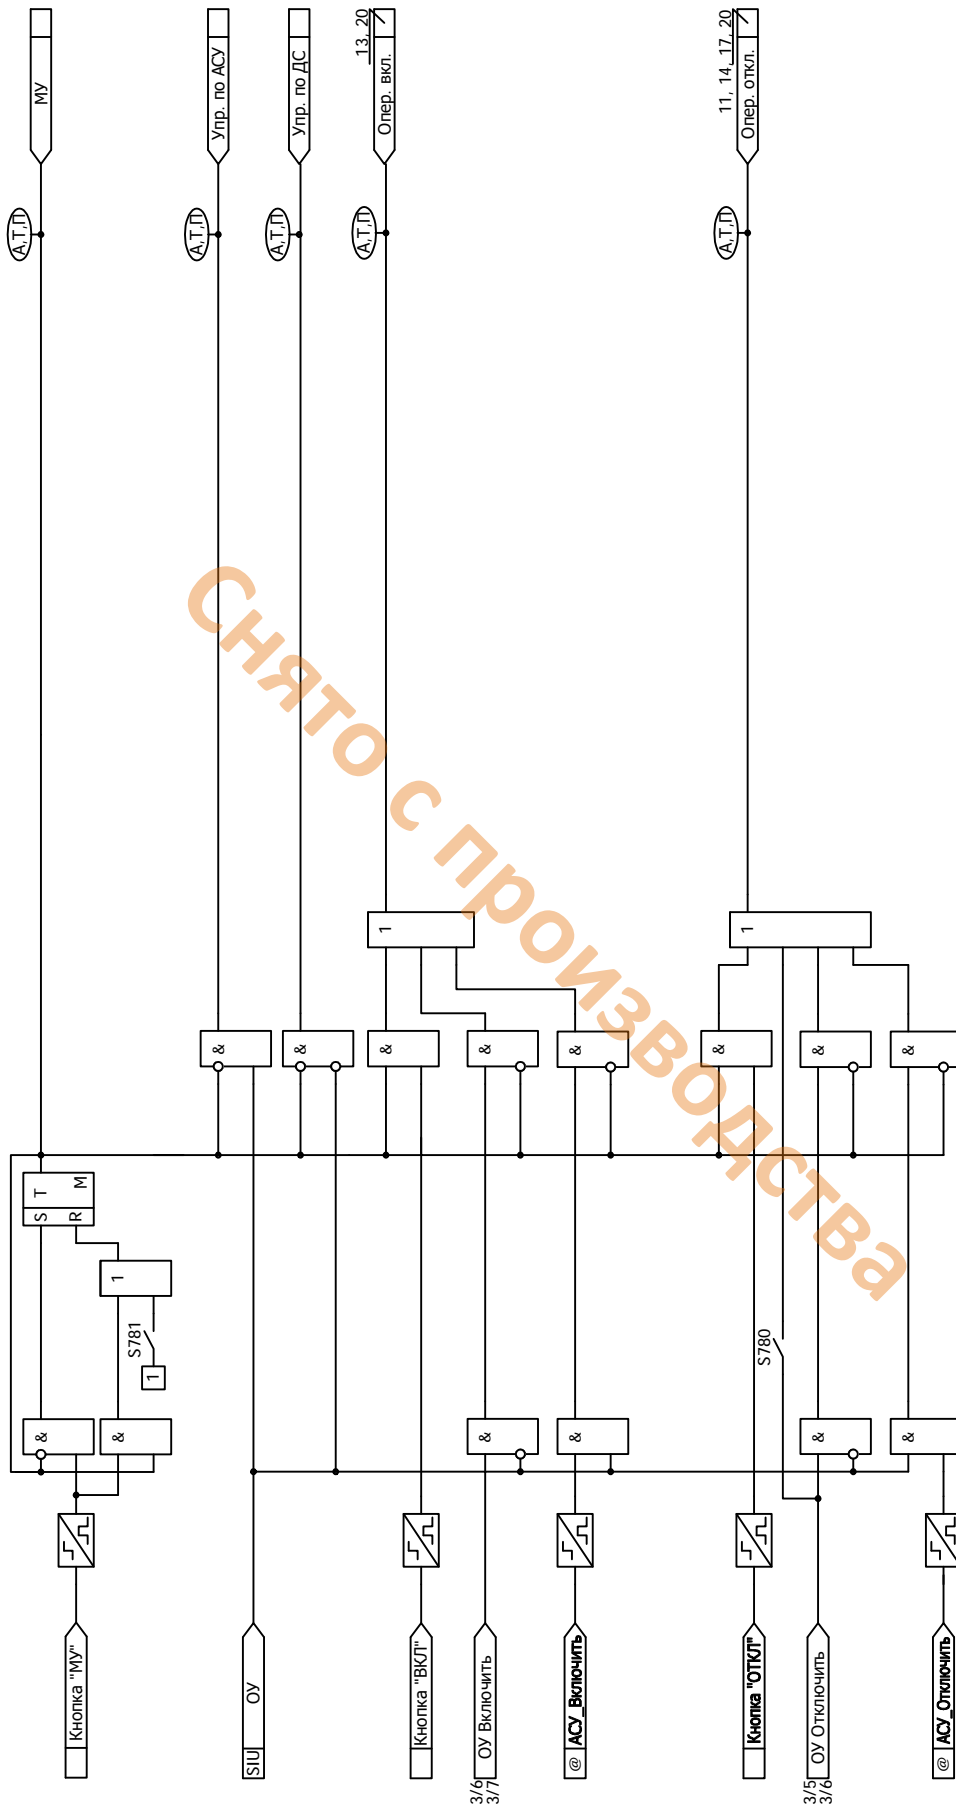 Кнопка "МУ"
&
&
S781
1
1
S
R
T
M
А,Т,П
МУ
SIU
ОУ
&
А,Т,П
Упр. по АСУ
&
А,Т,П
Упр. по ДС
Кнопка "ВКЛ"
&
1
А,Т,П
Опер. вкл.
13, 20
3/6
3/7
ОУ Включить
&
&
@ АСУ_Включить
&
&
Кнопка "ОТКЛ"
&
1
А,Т,П
Опер. откл.
11, 14, 17, 20
S780
3/5
3/6
ОУ Отключить
&
&
@ АСУ_Отключить
&
&
Снято с производства